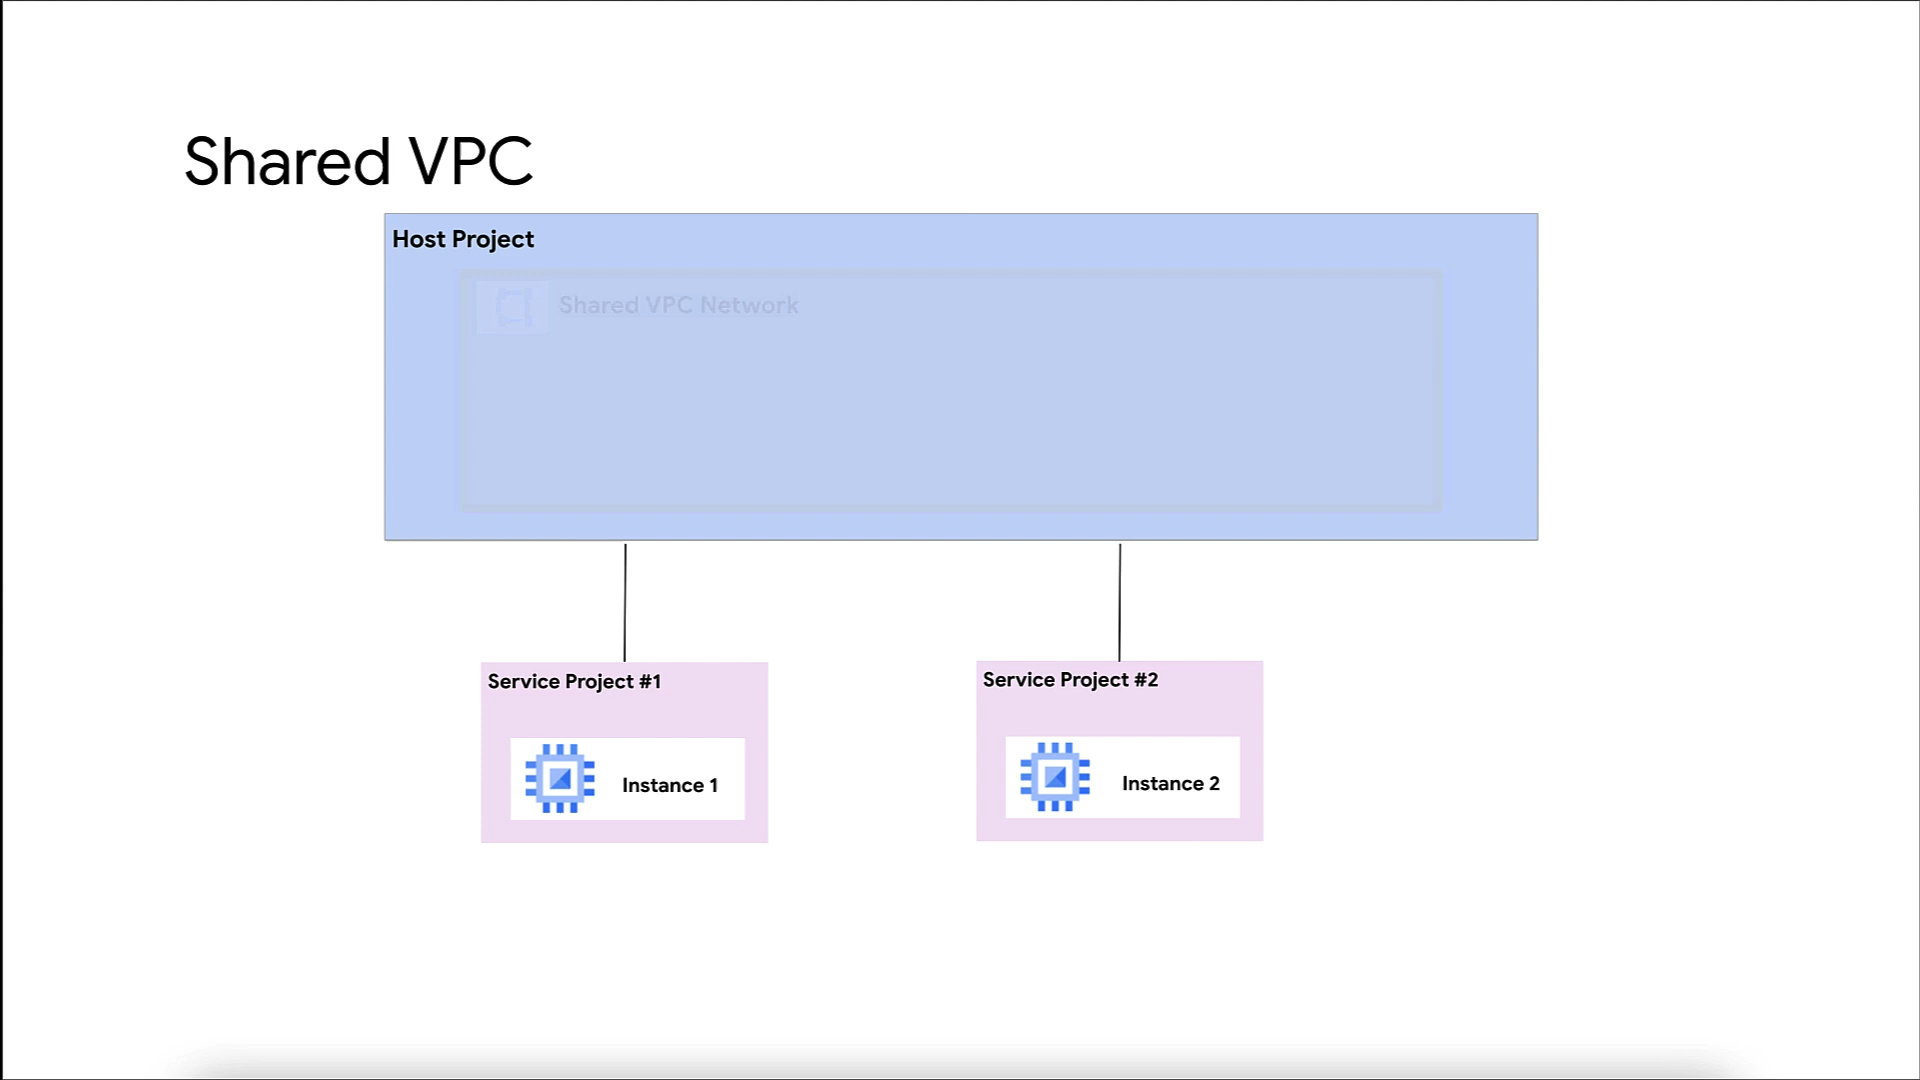 Shared VPC
Host Project
Shared VPC Network
Service Project #1
Service Project #2
Instance 1
Instance 2